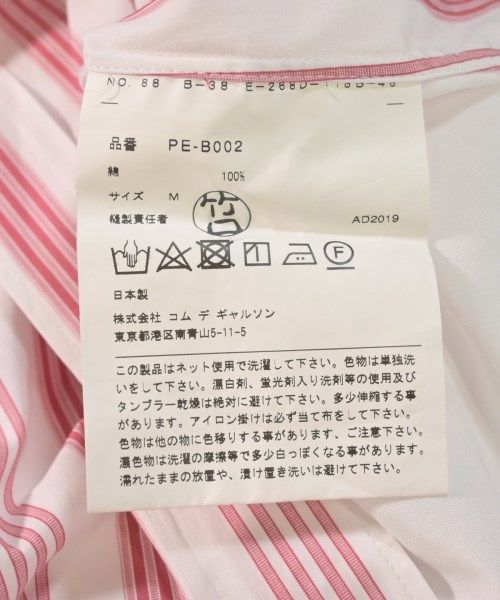 NO. 88 B-38 E-268D-
品番 PE-B002
綿 100%
サイズ M
縫製責任者 AD2019
F
日本製
株式会社 コム デ ギャルソン
東京都港区南青山5-11-5
この製品はネット使用で洗濯して下さい。色物は単独洗
いをして下さい。漂白剤、蛍光剤入り洗剤等の使用及び
タンブラー乾燥は絶対に避けて下さい。多少伸縮する事
があります。アイロン掛けは必ず当て布をして下さい。
色物は他の物に色移りする事があります、ご注意下さい。
濃色物は洗濯の摩擦等で多少白っぽくなる事があります。
濡れたままの放置や、漬け置き洗いは避けて下さい。